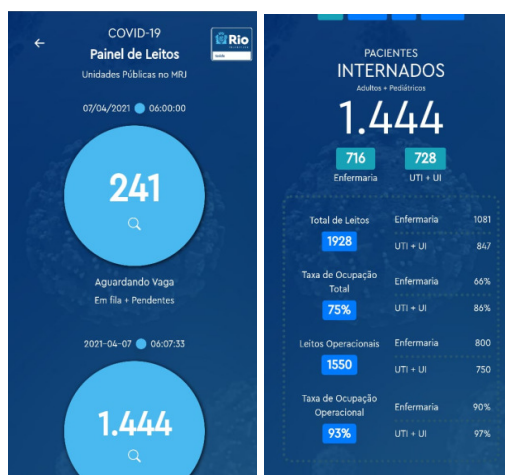 COVID-19
Painel de Leitos
Unidades Públicas no MRJ
Rio
07/04/2021 06:00:00
241
Aguardando Vaga
Em fila + Pendentes
2021-04-07 06:07:33
1.444
PACIENTES
INTERNADOS
Adultos + Pediátricos
1.444
716 728
Enfermaria UTI + UI
Total de Leitos Enfermaria 1081
1928 UTI + UI 847
Taxa de Ocupação Total Enfermaria 66%
75% UTI + UI 86%
Leitos Operacionais Enfermaria 800
1550 UTI + UI 750
Taxa de Ocupação Operacional Enfermaria 90%
93% UTI + UI 97%